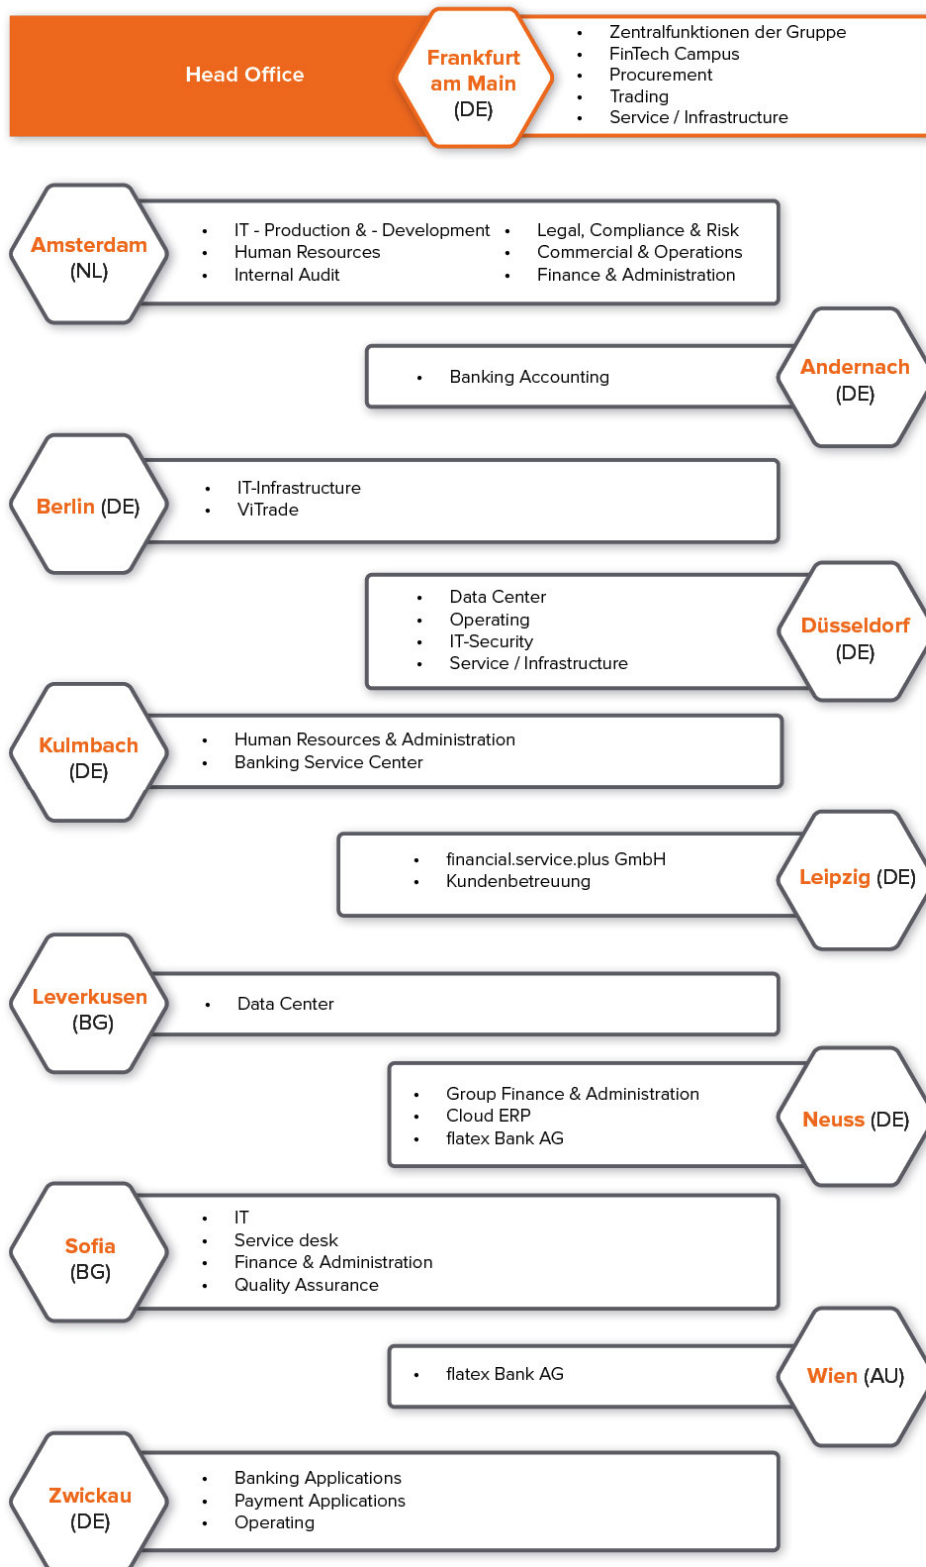 Head Office
Frankfurt
am Main
(DE)
• Zentralfunktionen der Gruppe
• FinTech Campus
• Procurement
• Trading
• Service / Infrastructure
Amsterdam
(NL)
• IT - Production & - Development
• Human Resources
• Internal Audit
• Legal, Compliance & Risk
• Commercial & Operations
• Finance & Administration
• Banking Accounting
Andernach
(DE)
Berlin (DE)
• IT-Infrastructure
• ViTrade
• Data Center
• Operating
• IT-Security
• Service / Infrastructure
Düsseldorf
(DE)
Kulmbach
(DE)
• Human Resources & Administration
• Banking Service Center
• financial.service.plus GmbH
• Kundenbetreuung
Leipzig (DE)
Leverkusen
(BG)
• Data Center
• Group Finance & Administration
• Cloud ERP
• flatex Bank AG
Neuss (DE)
Sofia
(BG)
• IT
• Service desk
• Finance & Administration
• Quality Assurance
• flatex Bank AG
Wien (AU)
Zwickau
(DE)
• Banking Applications
• Payment Applications
• Operating